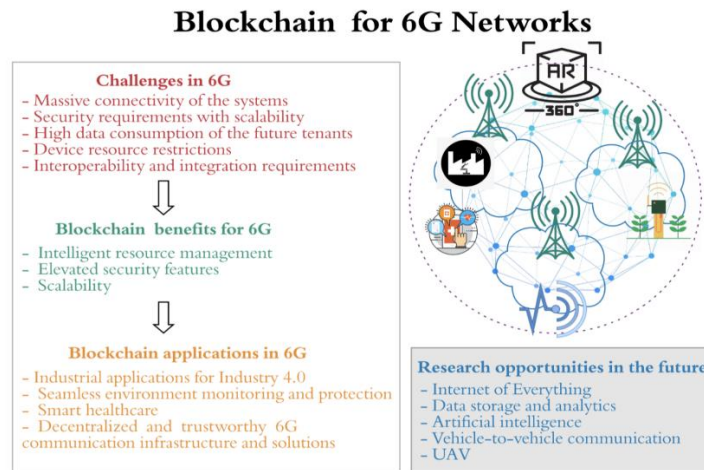 Blockchain for 6G Networks
Challenges in 6G
- Massive connectivity of the systems
- Security requirements with scalability
- High data consumption of the future tenants
- Device resource restrictions
- Interoperability and integration requirements
Blockchain benefits for 6G
- Intelligent resource management
- Elevated security features
- Scalability
Blockchain applications in 6G
- Industrial applications for Industry 4.0
- Seamless environment monitoring and protection
- Smart healthcare
- Decentralized and trustworthy 6G
communication infrastructure and solutions
AR
360°
Research opportunities in the future
- Internet of Everything
- Data storage and analytics
- Artificial intelligence
- Vehicle-to-vehicle communication
- UAV